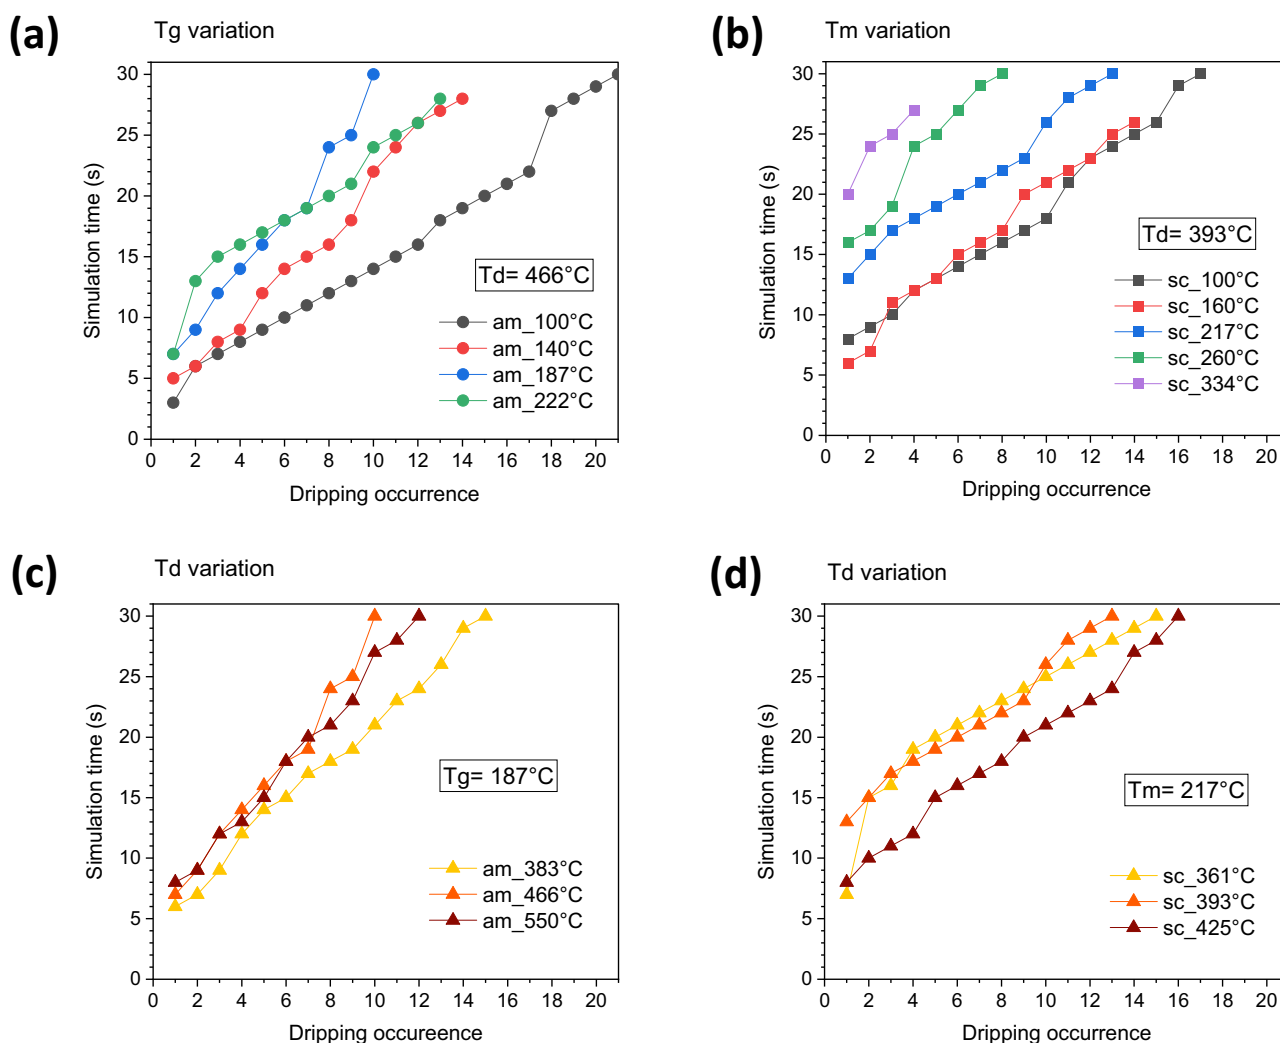 (a)
Tg variation
30
25
20
15
10
5
0
Simulation time (s)
Td= 466°C
am_100°C
am_140°C
am_187°C
am_222°C
0 2 4 6 8 10 12 14 16 18 20
Dripping occurrence
(b)
Tm variation
30
25
20
15
10
5
0
Simulation time (s)
Td= 393°C
sc_100°C
sc_160°C
sc_217°C
sc_260°C
sc_334°C
0 2 4 6 8 10 12 14 16 18 20
Dripping occurrence
(c)
Td variation
30
25
20
15
10
5
0
Simulation time (s)
Tg= 187°C
am_383°C
am_466°C
am_550°C
0 2 4 6 8 10 12 14 16 18 20
Dripping occureence
(d)
Td variation
30
25
20
15
10
5
0
Simulation time (s)
Tm= 217°C
sc_361°C
sc_393°C
sc_425°C
0 2 4 6 8 10 12 14 16 18 20
Dripping occurrence